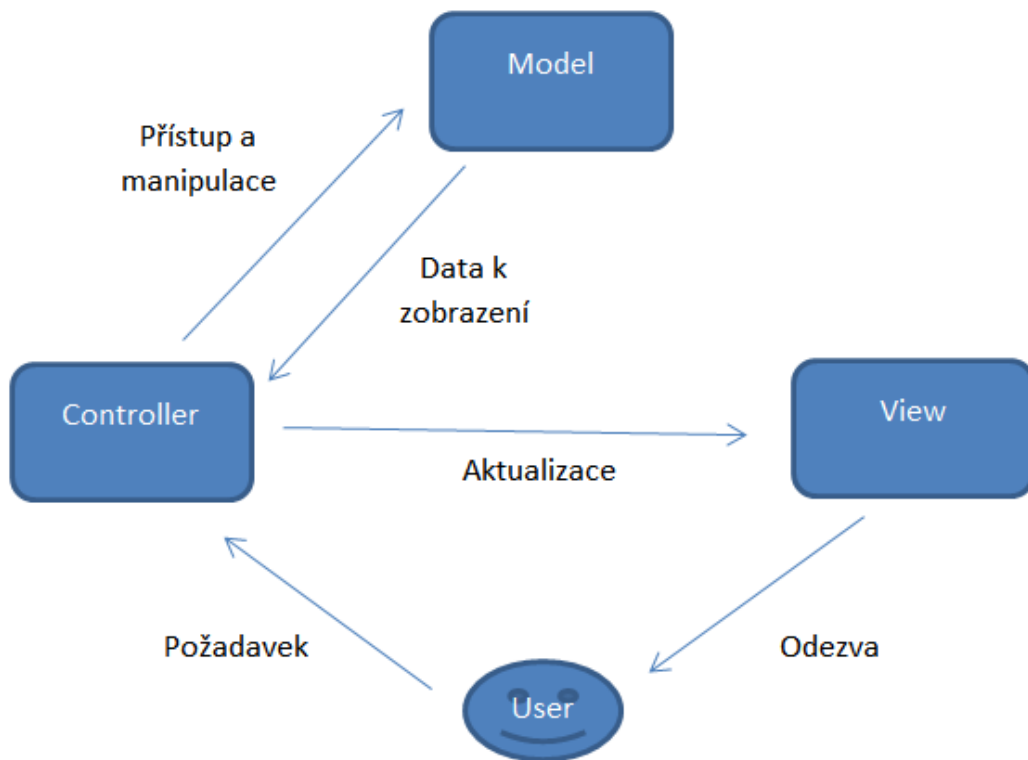 Model
Přístup a
manipulace
Data k
zobrazení
Controller
View
Aktualizace
Požadavek
Odezva
User